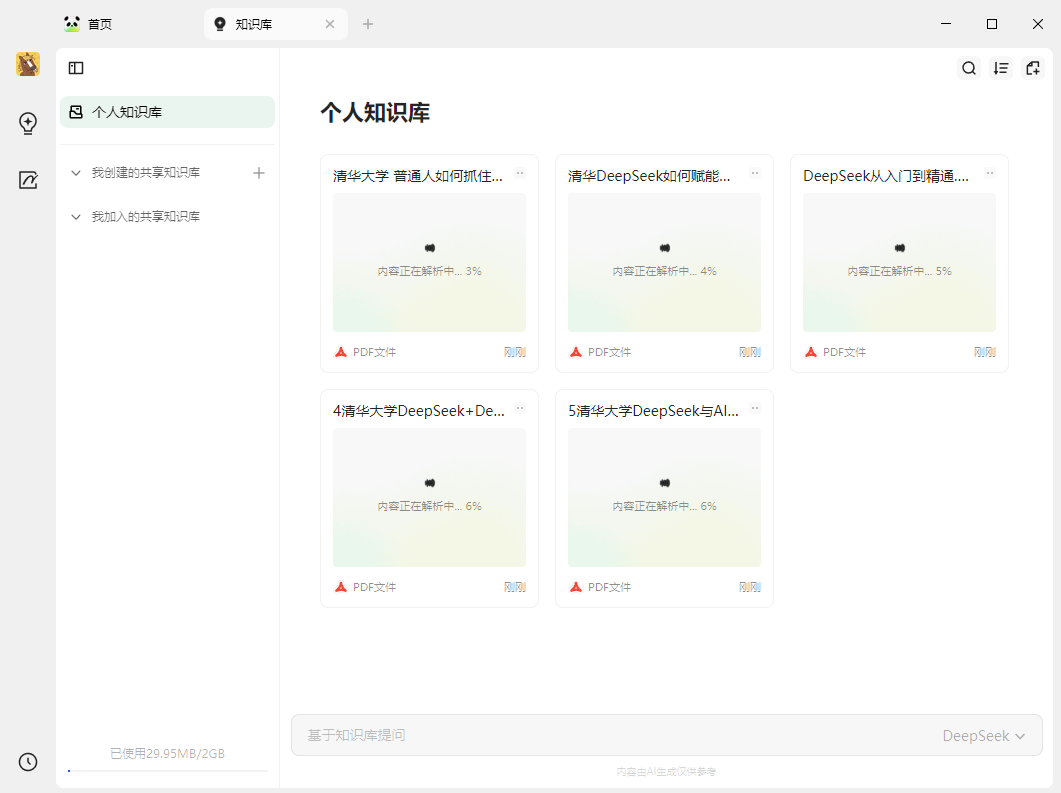 首页
知识库
个人知识库
我创建的共享知识库
我加入的共享知识库
已使用29.95MB/2GB
个人知识库
清华大学 普通人如何抓住...
清华DeepSeek如何赋能...
DeepSeek从入门到精通....
内容正在解析中... 3%
内容正在解析中... 4%
内容正在解析中... 5%
PDF文件 刚刚
PDF文件 刚刚
PDF文件 刚刚
4清华大学DeepSeek+De...
5清华大学DeepSeek与AI...
内容正在解析中... 6%
内容正在解析中... 6%
PDF文件 刚刚
PDF文件 刚刚
基于知识库提问 DeepSeek
内容由AI生成仅供参考